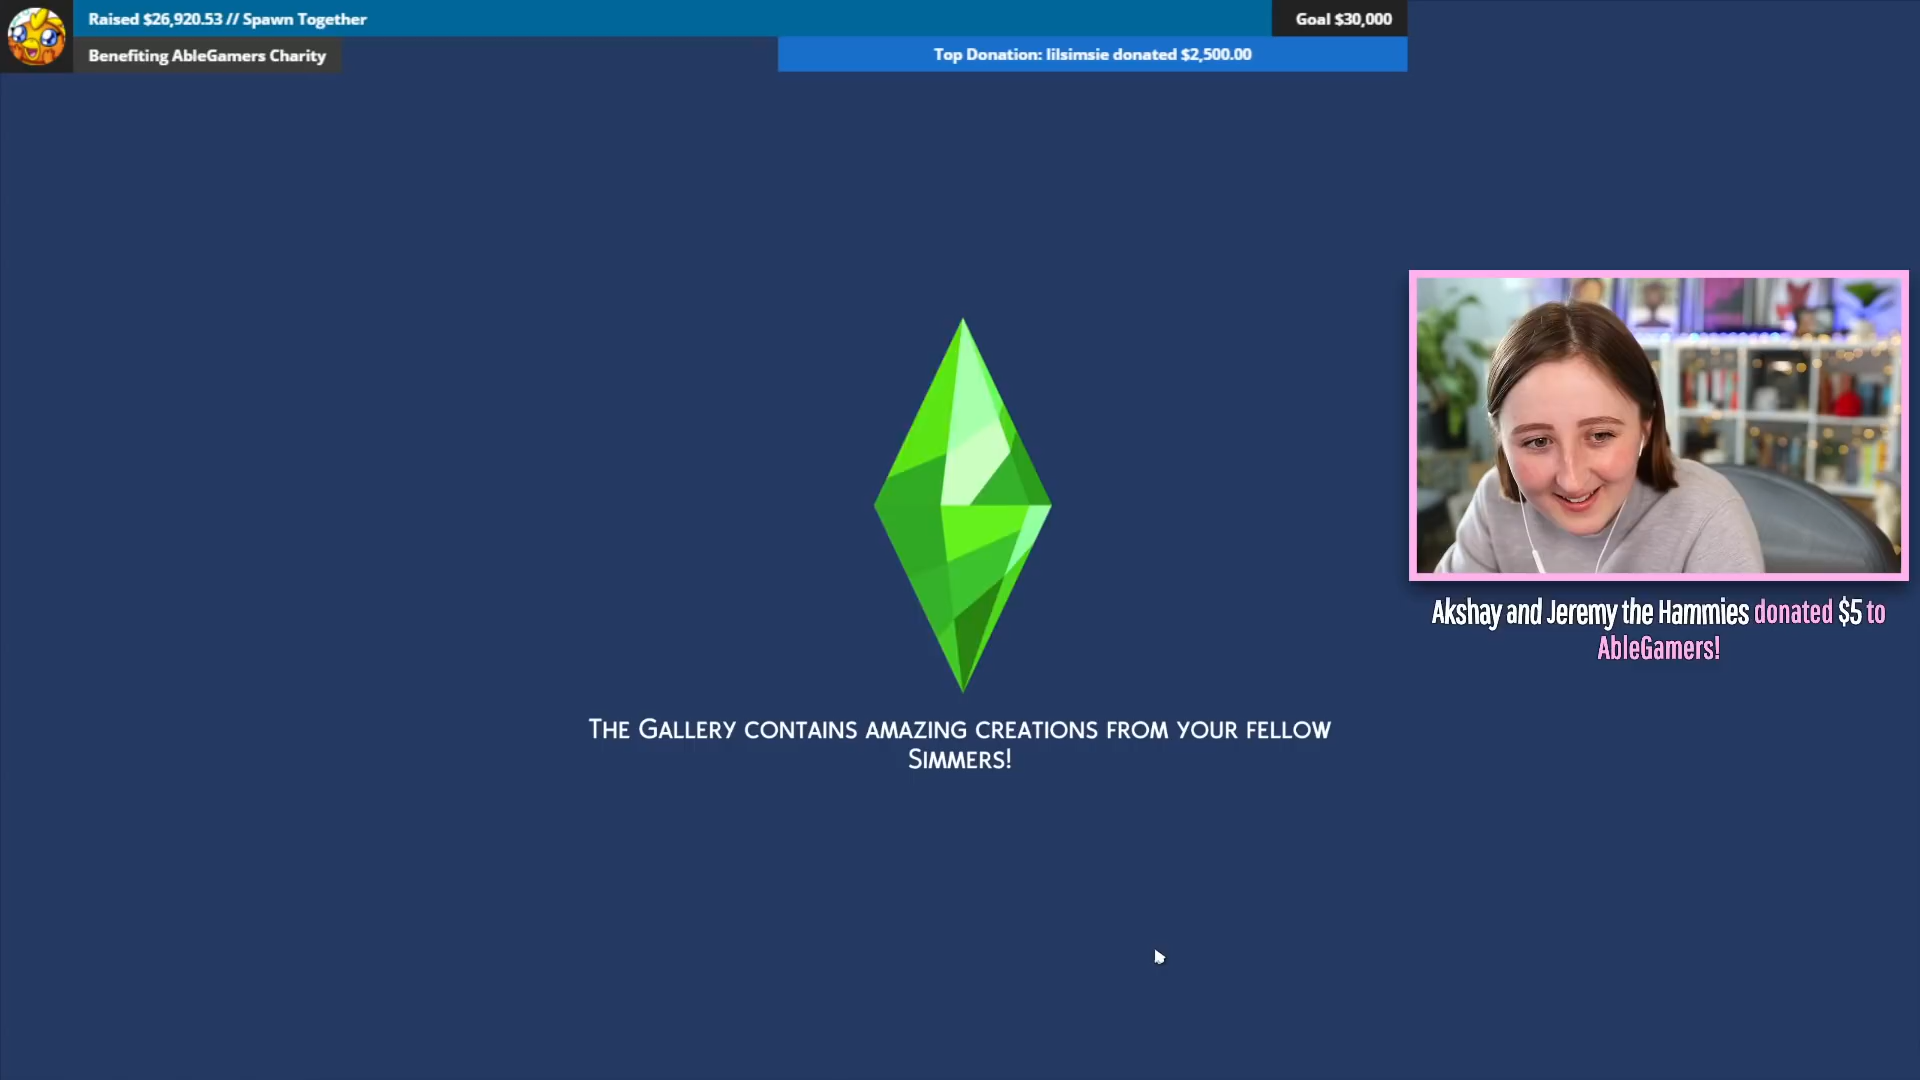 Raised $26,920.53 // Spawn Together
Goal $30,000
Benefiting AbleGamers Charity
Top Donation: lilsimsie donated $2,500.00
Akshay and Jeremy the Hammies donated $5 to
AbleGamers!
THE GALLERY CONTAINS AMAZING CREATIONS FROM YOUR FELLOW
SIMMERS!